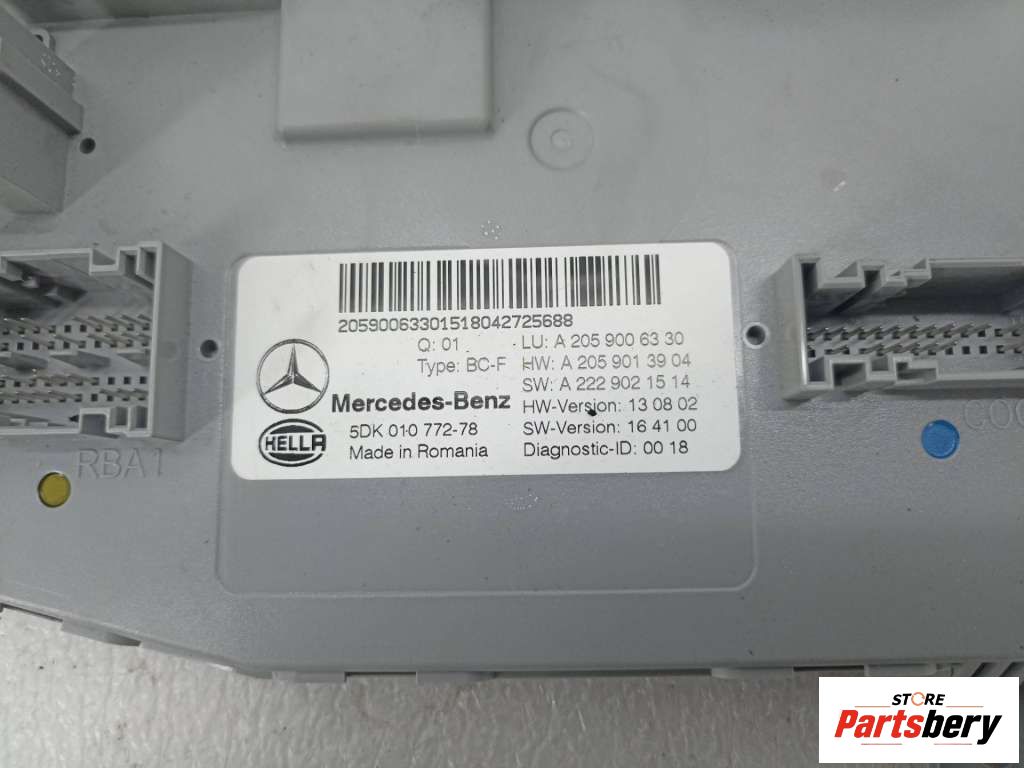 20590063301518042725688
Q: 01 LU: A 205 900 63 30
Type: BC-F HW: A 205 901 39 04
SW: A 222 902 15 14
Mercedes-Benz HW-Version: 13 08 02
HELLA 5DK 010 772-78 SW-Version: 16 41 00
Made in Romania Diagnostic-ID: 00 18
RBA1
STORE
Partsbery